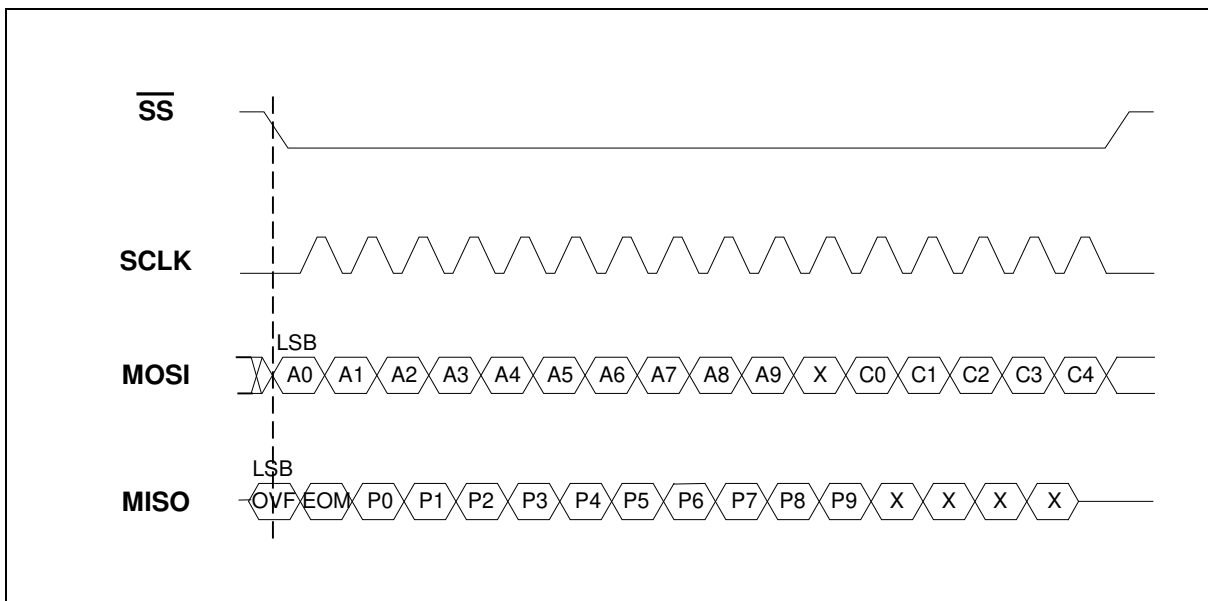 SS
SCLK
LSB
MOSI A0 A1 A2 A3 A4 A5 A6 A7 A8 A9 X C0 C1 C2 C3 C4
LSB
MISO OVF EOM P0 P1 P2 P3 P4 P5 P6 P7 P8 P9 X X X X